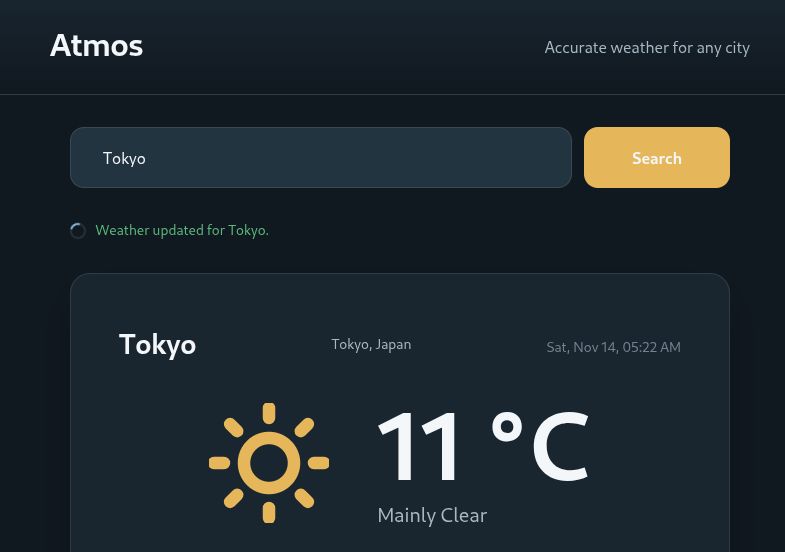 Atmos
Accurate weather for any city
Tokyo
Search
Weather updated for Tokyo.
Tokyo
Tokyo, Japan
Sat, Nov 14, 05:22 AM
11 °C
Mainly Clear